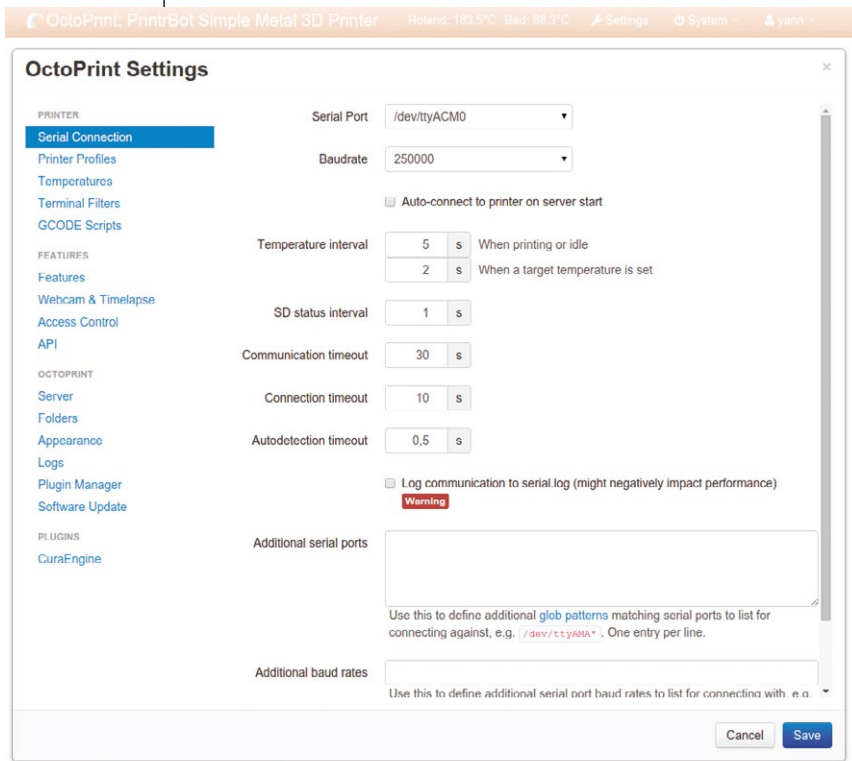 OctoPrint: PrintrBot Simple Metal 3D Printer Hotend: 163.5°C Bed: 88.3°C Settings System yann
OctoPrint Settings ×
PRINTER
Serial Connection
Printer Profiles
Temperatures
Terminal Filters
GCODE Scripts
FEATURES
Features
Webcam & Timelapse
Access Control
API
OCTOPRINT
Server
Folders
Appearance
Logs
Plugin Manager
Software Update
PLUGINS
CuraEngine
Serial Port /dev/ttyACM0
Baudrate 250000
Auto-connect to printer on server start
Temperature interval 5 s When printing or idle
2 s When a target temperature is set
SD status interval 1 s
Communication timeout 30 s
Connection timeout 10 s
Autodetection timeout 0,5 s
Log communication to serial.log (might negatively impact performance)
Warning
Additional serial ports
Use this to define additional glob patterns matching serial ports to list for
connecting against, e.g. /dev/ttyAMA* . One entry per line.
Additional baud rates
Use this to define additional serial port baud rates to list for connecting with, e.g.
Cancel Save